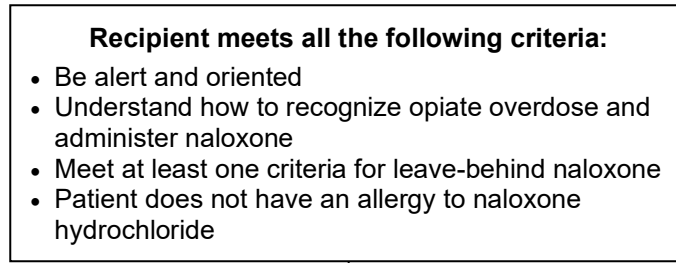 Recipient meets all the following criteria:
• Be alert and oriented
• Understand how to recognize opiate overdose and
administer naloxone
• Meet at least one criteria for leave-behind naloxone
• Patient does not have an allergy to naloxone
hydrochloride